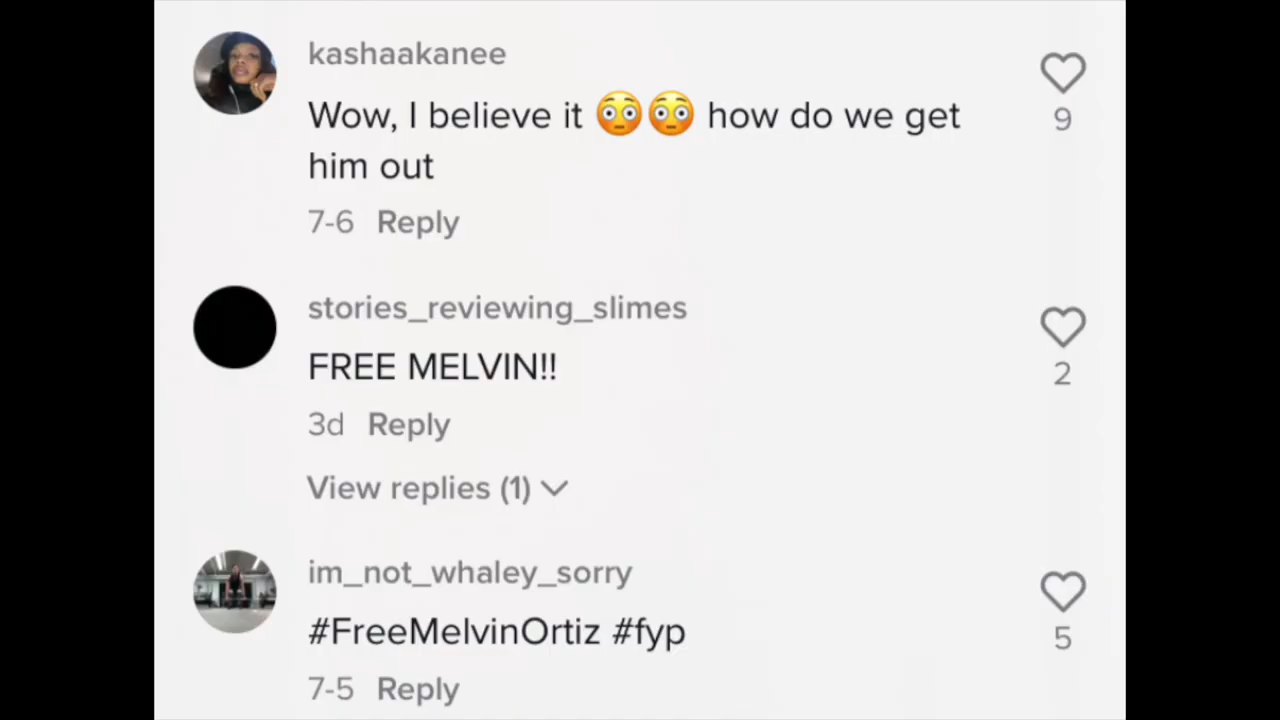 kashaakanee
Wow, I believe it 😳😳 how do we get
9
him out
7-6 Reply
stories_reviewing_slimes
FREE MELVIN!!
2
3d Reply
View replies (1)
im_not_whaley_sorry
#FreeMelvinOrtiz #fyp
5
7-5 Reply